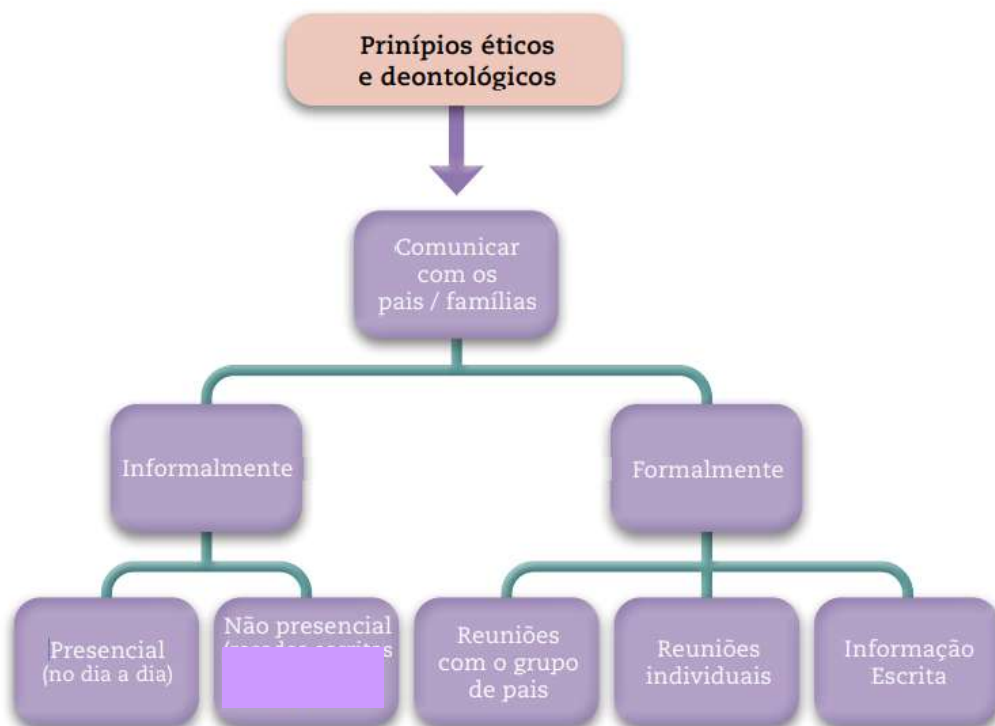 Prinípios éticos
e deontológicos
Comunicar
com os
pais / famílias
Informalmente
Formalmente
Presencial
(no dia a dia)
Não presencial
Reuniões
com o grupo
de pais
Reuniões
individuais
Informação
Escrita